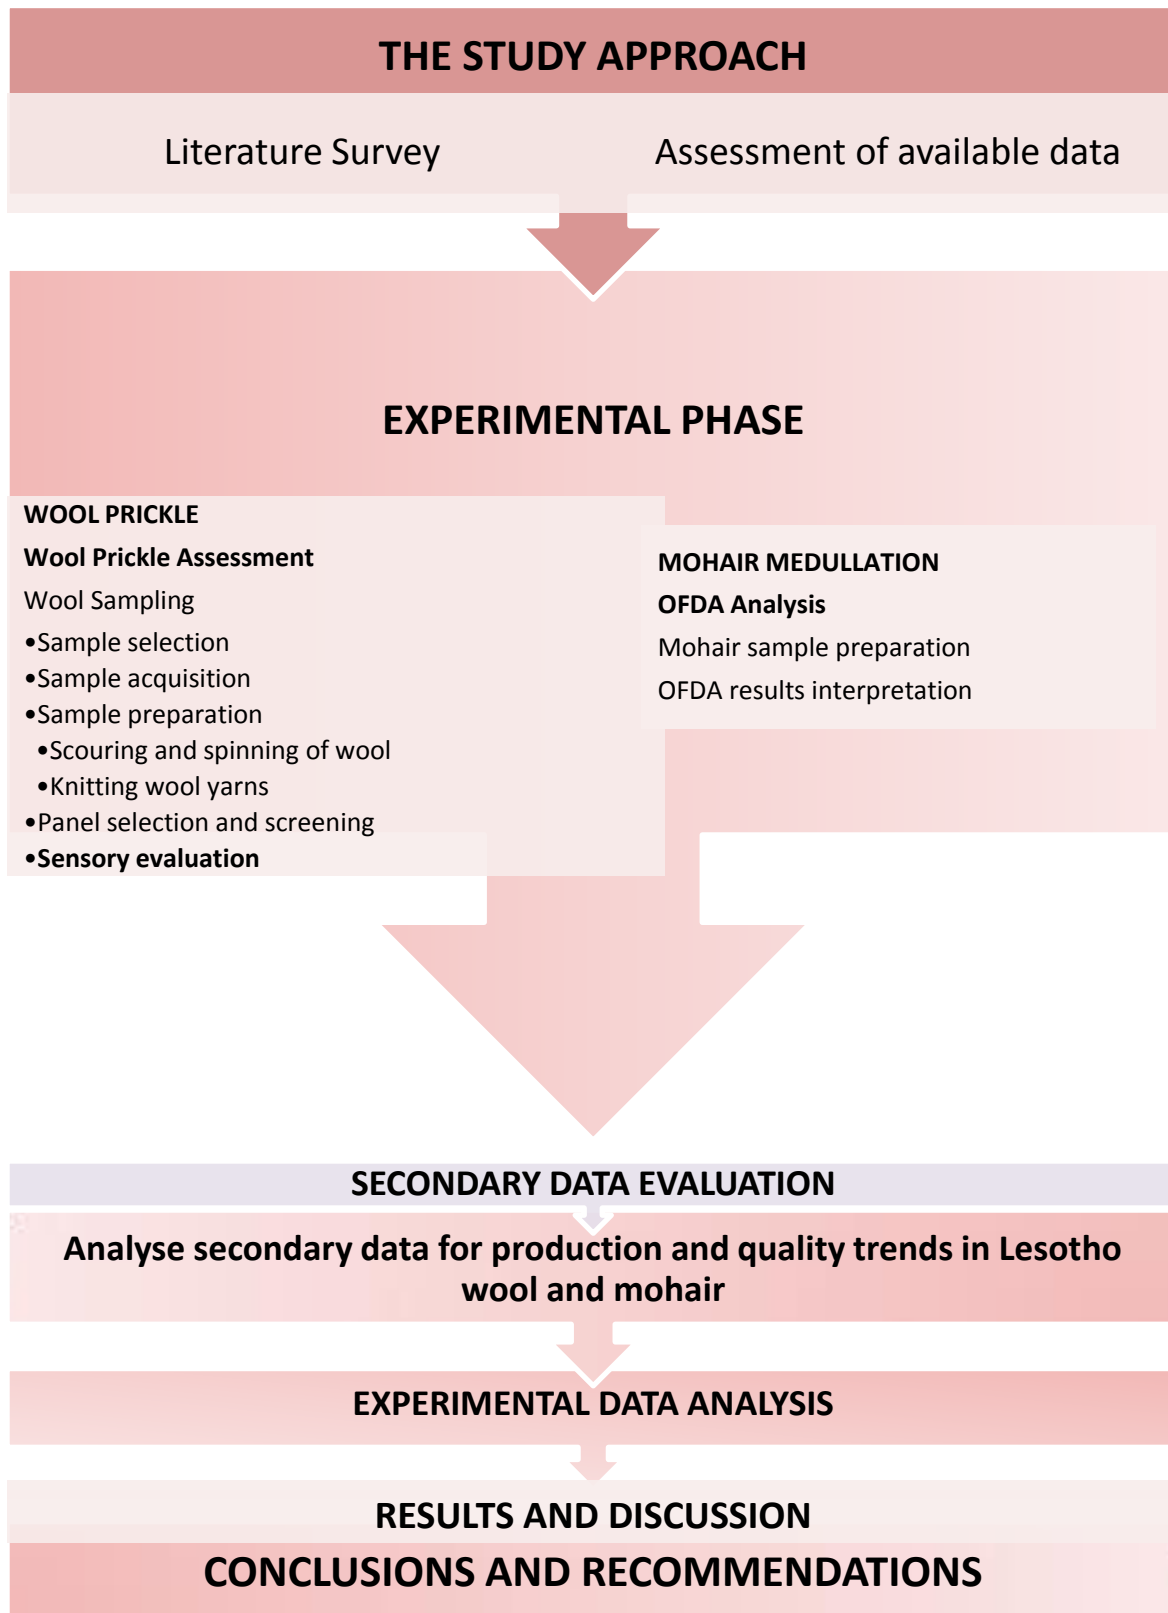 THE STUDY APPROACH
Literature Survey
Assessment of available data
EXPERIMENTAL PHASE
WOOL PRICKLE
Wool Prickle Assessment
Wool Sampling
•Sample selection
•Sample acquisition
•Sample preparation
•Scouring and spinning of wool
•Knitting wool yarns
•Panel selection and screening
•Sensory evaluation
MOHAIR MEDULLATION
OFDA Analysis
Mohair sample preparation
OFDA results interpretation
SECONDARY DATA EVALUATION
Analyse secondary data for production and quality trends in Lesotho
wool and mohair
EXPERIMENTAL DATA ANALYSIS
RESULTS AND DISCUSSION
CONCLUSIONS AND RECOMMENDATIONS